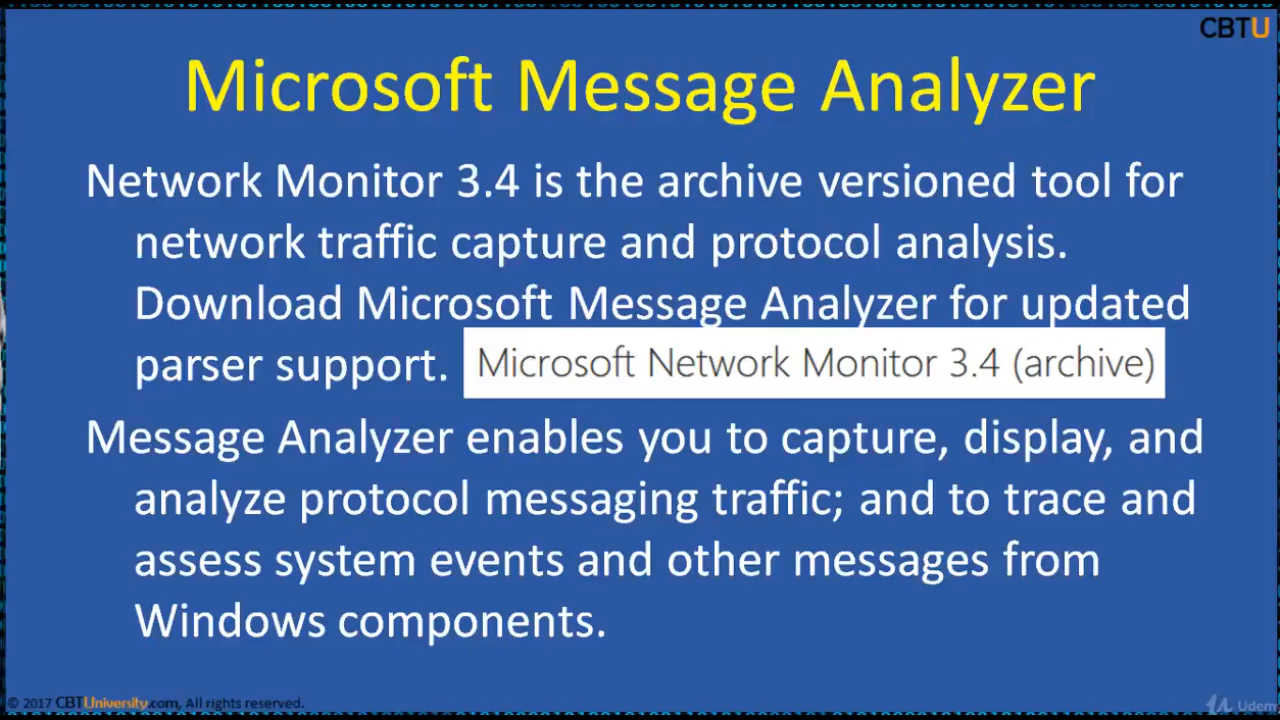 CBTU
Microsoft Message Analyzer
Network Monitor 3.4 is the archive versioned tool for
network traffic capture and protocol analysis.
Download Microsoft Message Analyzer for updated
parser support.
Microsoft Network Monitor 3.4 (archive)
Message Analyzer enables you to capture, display, and
analyze protocol messaging traffic; and to trace and
assess system events and other messages from
Windows components.
© 2017 CBTUniversity.com, All rights reserved.
Udem